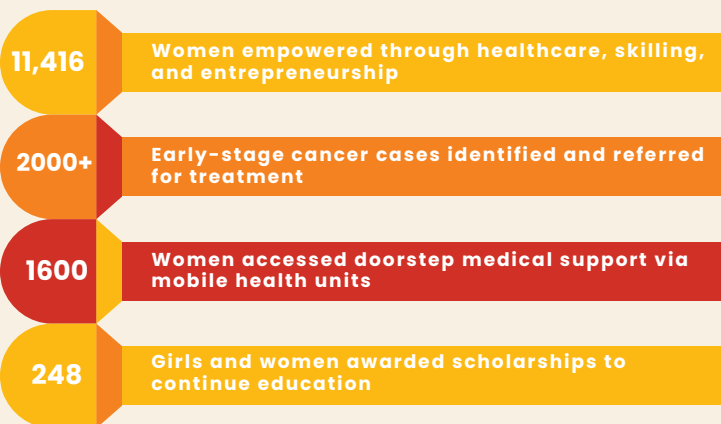 11,416
Women empowered through healthcare, skilling,
and entrepreneurship
2000+
Early-stage cancer cases identified and referred
for treatment
1600
Women accessed doorstep medical support via
mobile health units
248
Girls and women awarded scholarships to
continue education